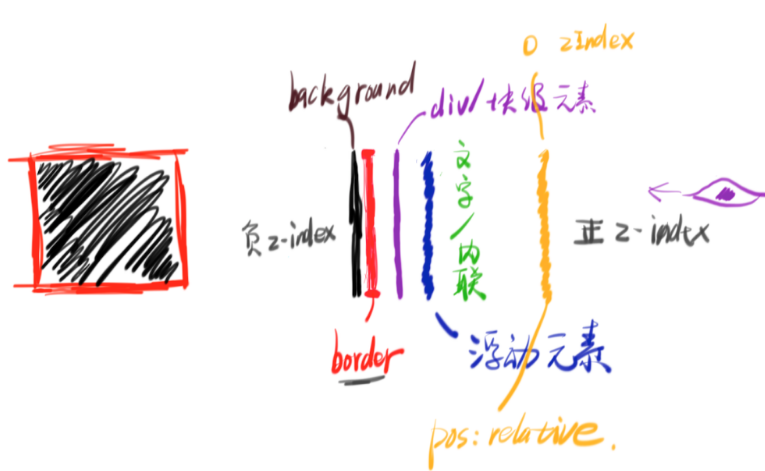 0 zIndex
background
div/块级元素
文字/内联
负z-index
正 z-index
border
浮动元素
pos: relative.